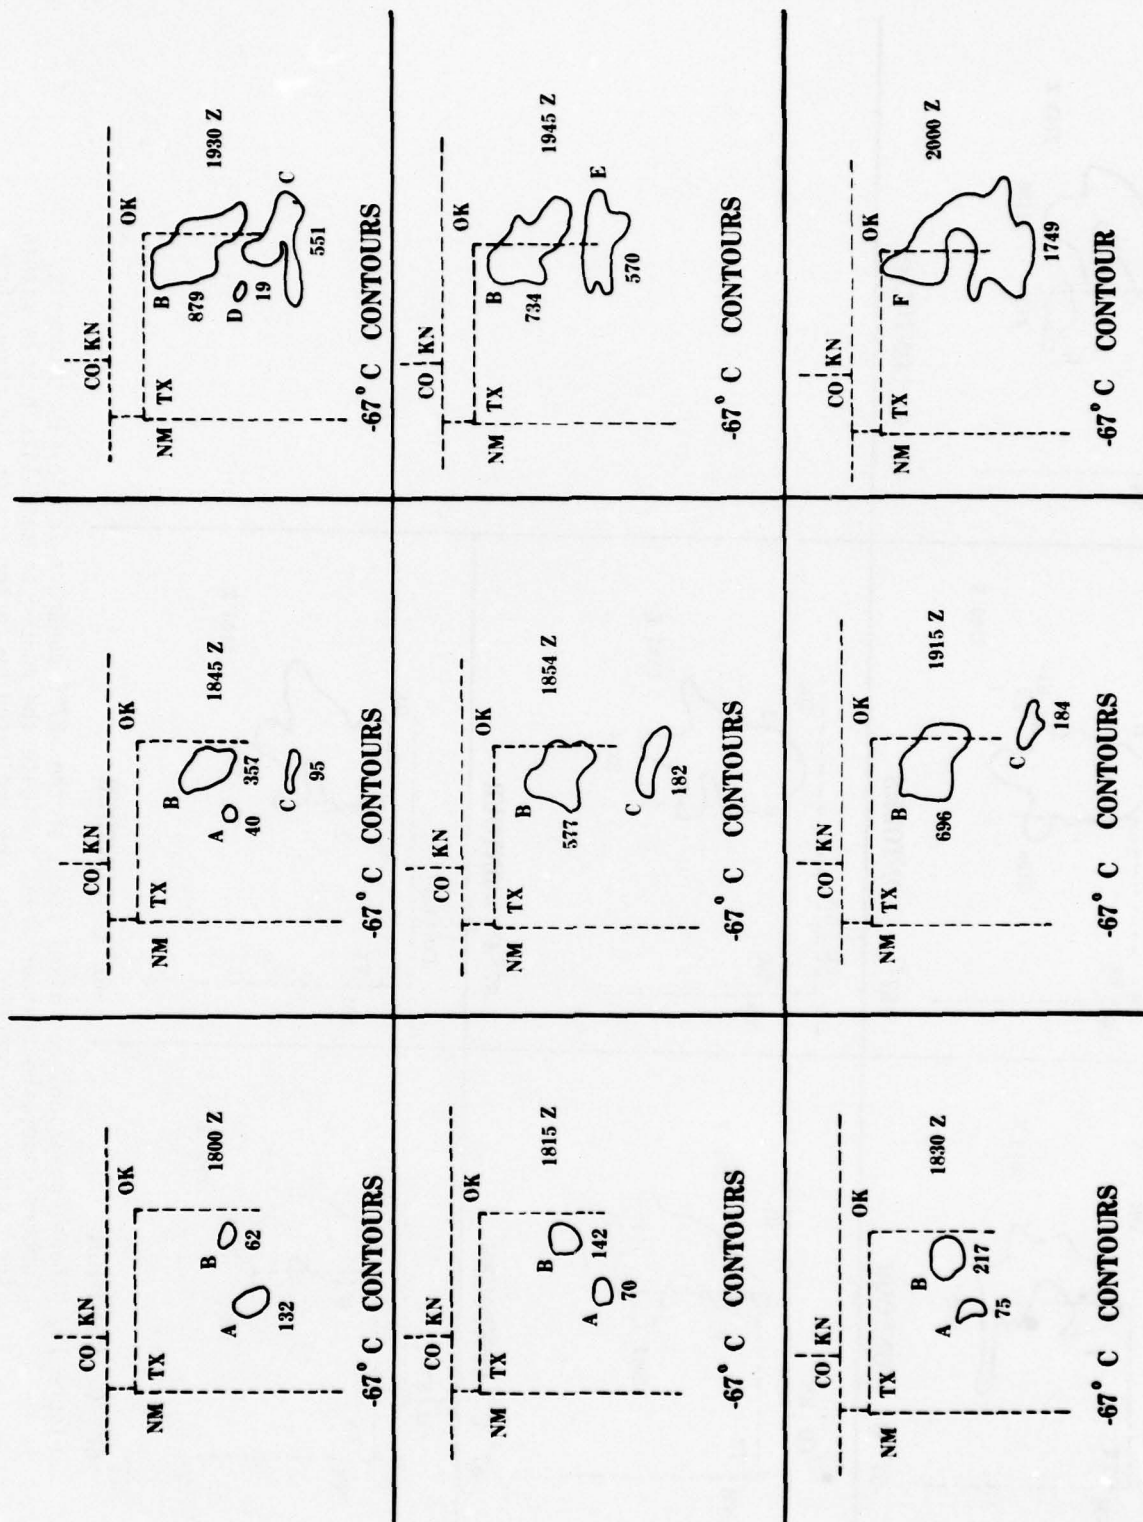 CO KN
NM TX OK
1800 Z
A
132
B
62
-67° C CONTOURS
CO KN
NM TX OK
1815 Z
A
70
B
142
-67° C CONTOURS
CO KN
NM TX OK
1830 Z
A
75
B
217
-67° C CONTOURS
CO KN
NM TX OK
1845 Z
B
357
A
40
C
95
-67° C CONTOURS
CO KN
NM TX OK
1854 Z
B
577
C
182
-67° C CONTOURS
CO KN
NM TX OK
1915 Z
B
696
C
184
-67° C CONTOURS
CO KN
NM TX OK
1930 Z
B
879
D
19
C
551
-67° C CONTOURS
CO KN
NM TX OK
1945 Z
B
734
E
570
-67° C CONTOURS
CO KN
NM TX OK
2000 Z
F
1749
-67° C CONTOUR